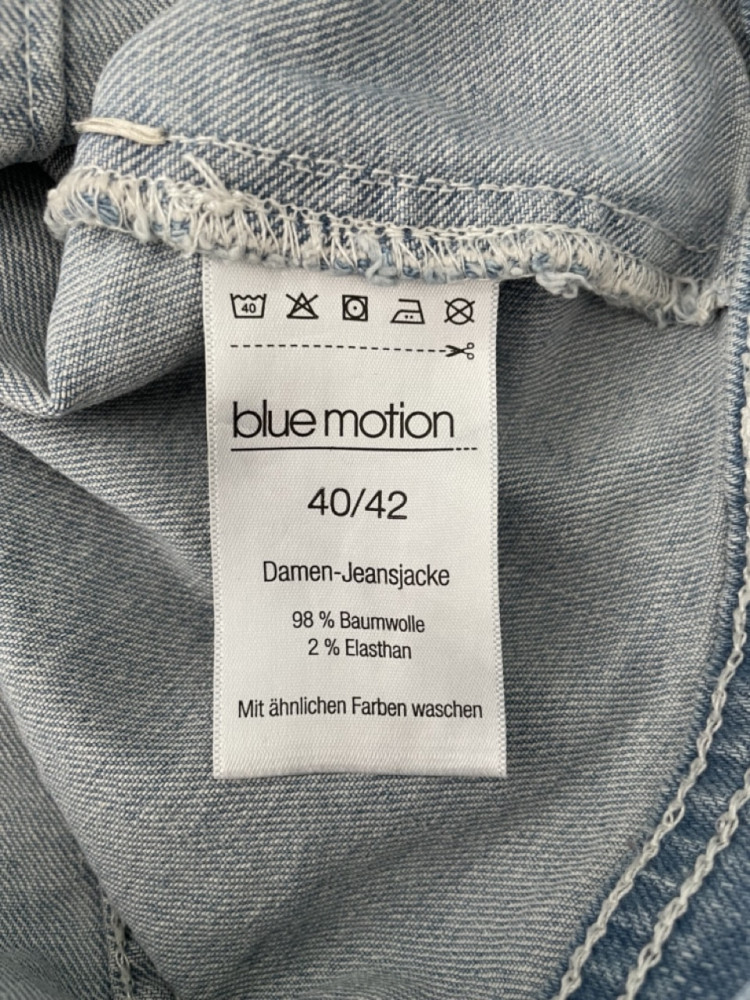 40
blue motion
40/42
Damen-Jeansjacke
98 % Baumwolle
2 % Elasthan
Mit ähnlichen Farben waschen